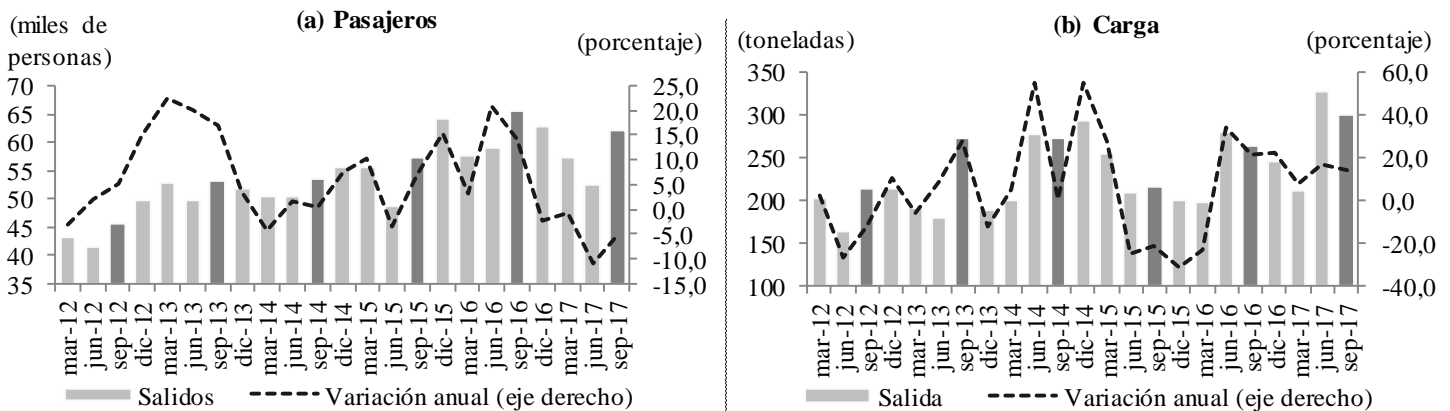 (a) Pasajeros
(miles de
personas)
(porcentaje)
70
65
60
55
50
45
40
35
25,0
20,0
15,0
10,0
5,0
0,0
-5,0
-10,0
-15,0
mar-12
jun-12
sep-12
dic-12
mar-13
jun-13
sep-13
dic-13
mar-14
jun-14
sep-14
dic-14
mar-15
jun-15
sep-15
dic-15
mar-16
jun-16
sep-16
dic-16
mar-17
jun-17
sep-17
Salidos
Variación anual (eje derecho)
(b) Carga
(toneladas)
(porcentaje)
350
300
250
200
150
100
60,0
40,0
20,0
0,0
-20,0
-40,0
mar-12
jun-12
sep-12
dic-12
mar-13
jun-13
sep-13
dic-13
mar-14
jun-14
sep-14
dic-14
mar-15
jun-15
sep-15
dic-15
mar-16
jun-16
sep-16
dic-16
mar-17
jun-17
sep-17
Salida
Variación anual (eje derecho)